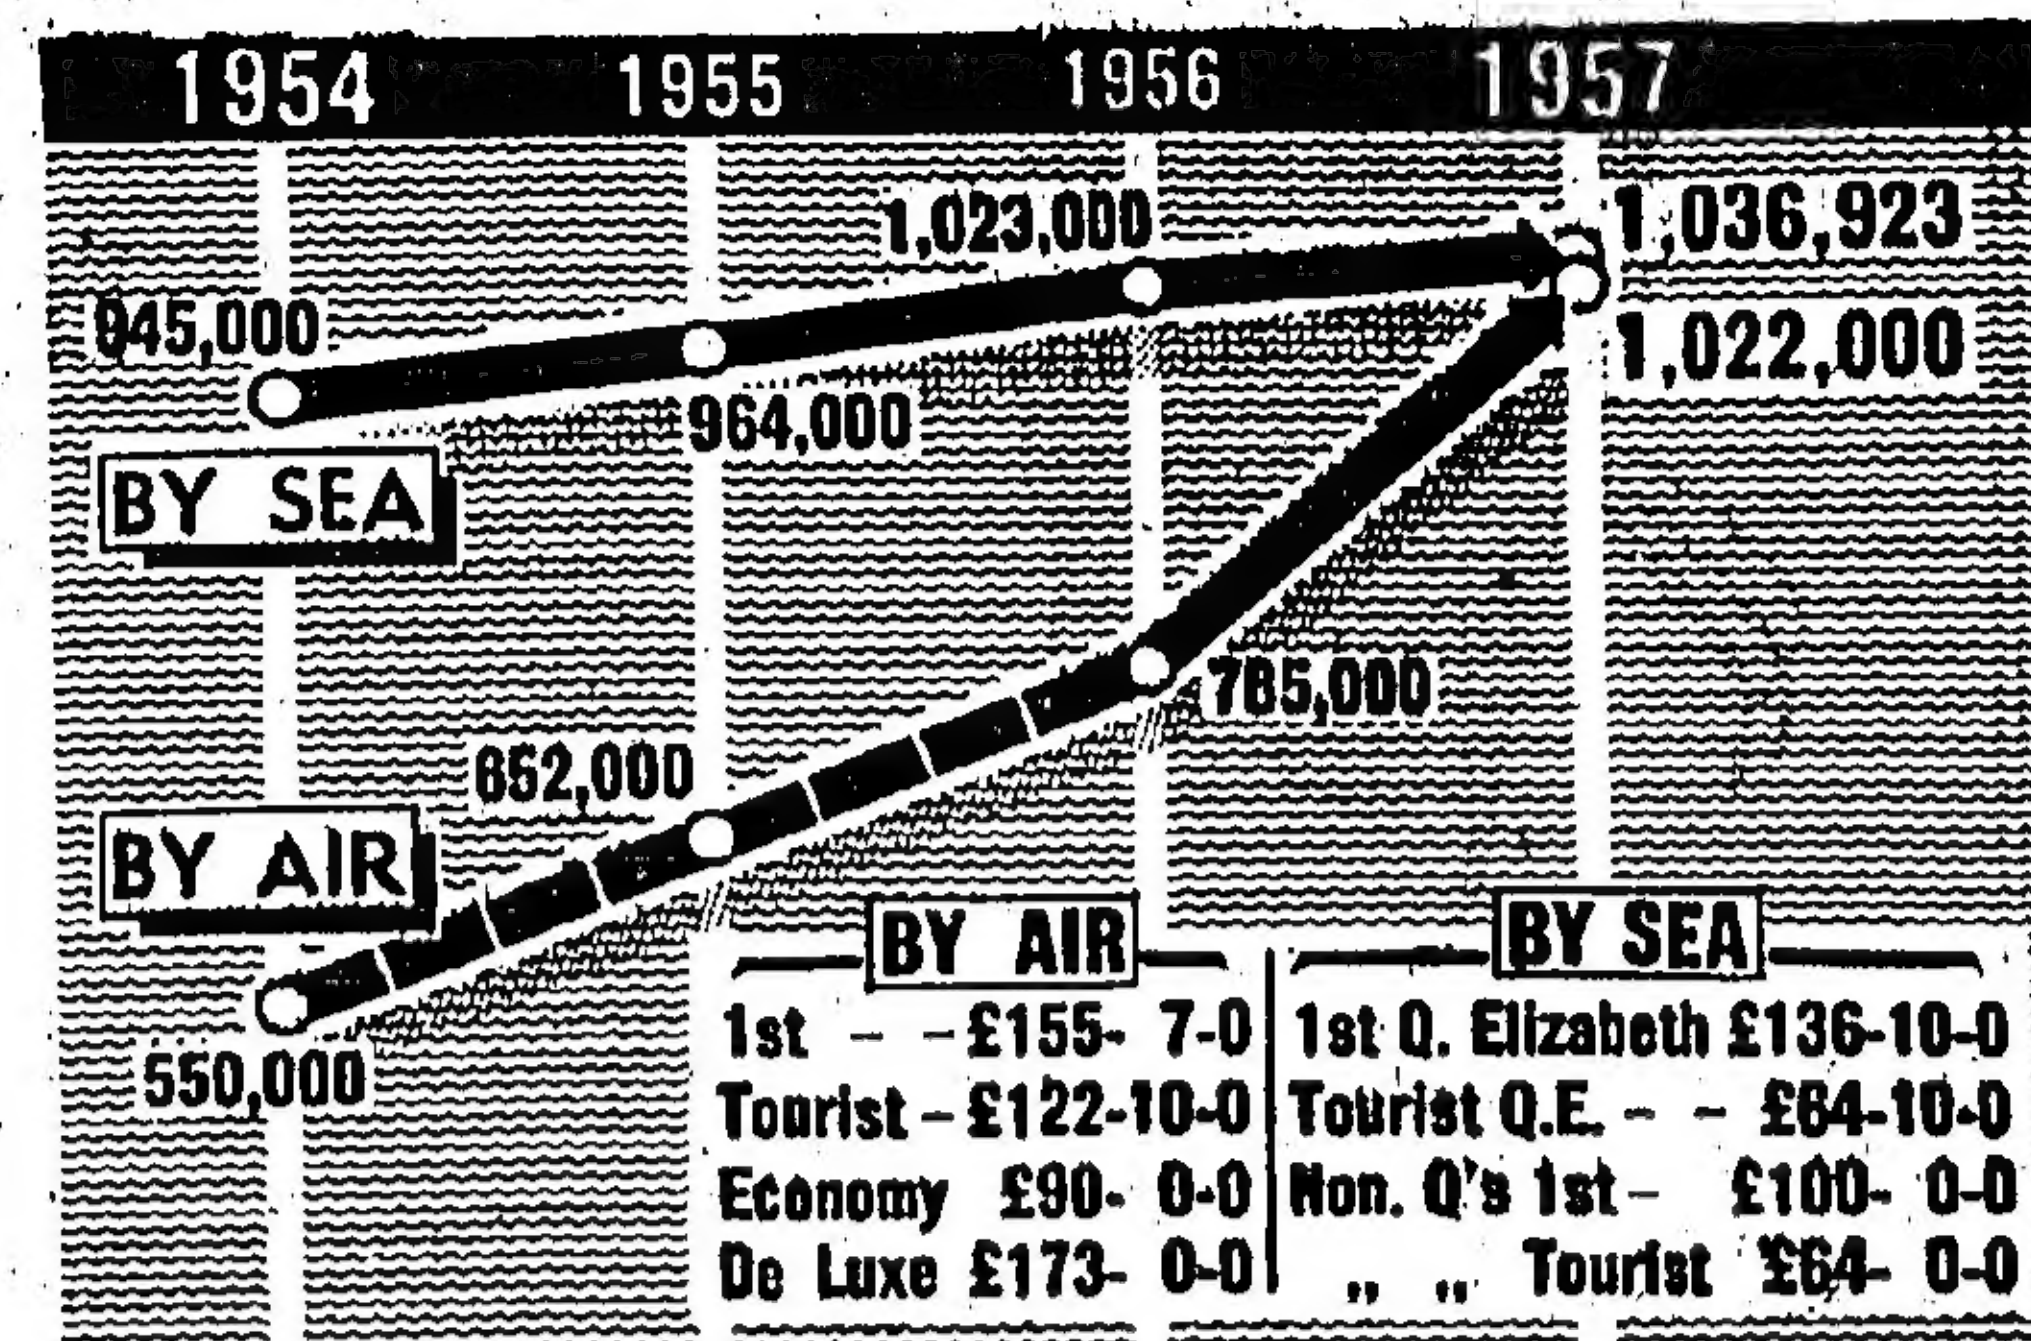 1954 1955 1956 1957
1,023,000
1,036,923
945,000
1,022,000
964,000
BY SEA
785,000
652,000
BY AIR
550,000
BY AIR
1st - - £155- 7-0
Tourist - £122-10-0
Economy £90- 0-0
De Luxe £173- 0-0
BY SEA
1st Q. Elizabeth £136-10-0
Tourist Q.E. - - £64-10-0
Non. Q's 1st - £100- 0-0
„ „ Tourist £64- 0-0